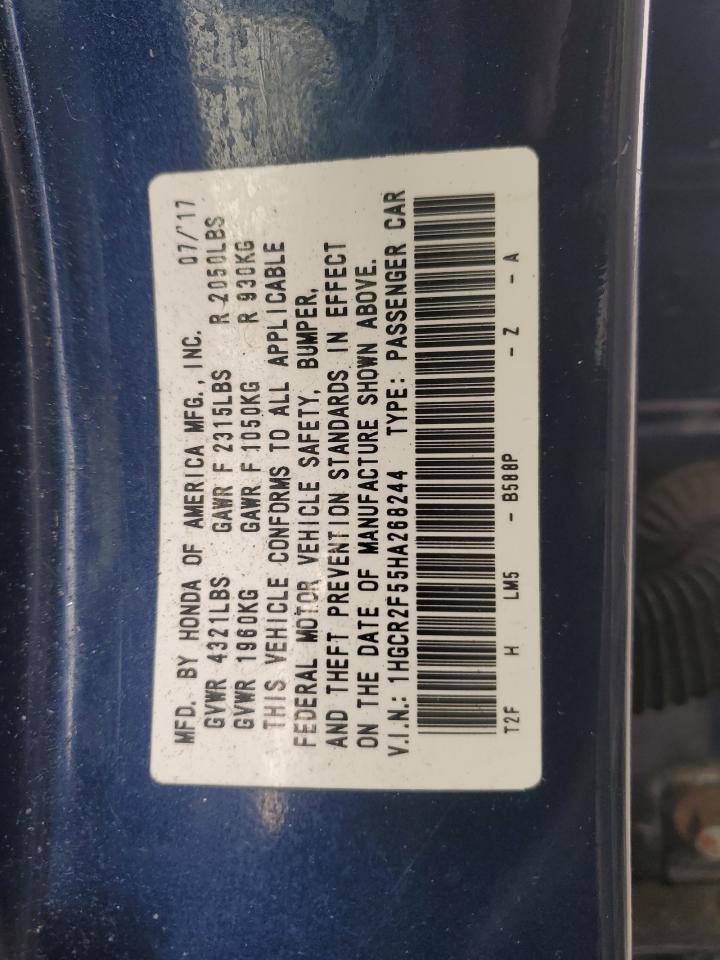 MFD. BY HONDA OF AMERICA MFG., INC. 07/'17
GVWR 4321LBS GAWR F 2315LBS R 2050LBS
GVWR 1960KG GAWR F 1050KG R 930KG
THIS VEHICLE CONFORMS TO ALL APPLICABLE
FEDERAL MOTOR VEHICLE SAFETY, BUMPER,
AND THEFT PREVENTION STANDARDS IN EFFECT
ON THE DATE OF MANUFACTURE SHOWN ABOVE.
V.I.N.: 1HGCR2F55HA268244 TYPE: PASSENGER CAR
T2F H LM5 - B588P - Z - A